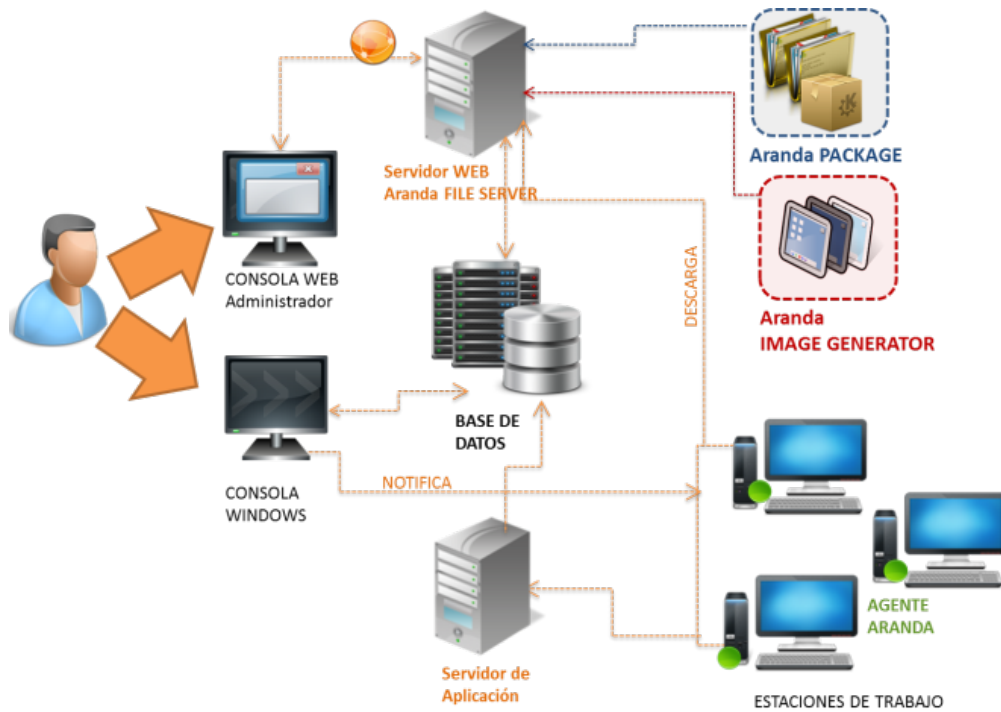 Servidor WEB
Aranda FILE SERVER
Aranda PACKAGE
Aranda
IMAGE GENERATOR
CONSOLA WEB
Administrador
DESCARGA
BASE DE
DATOS
CONSOLA
WINDOWS
NOTIFICA
Servidor de
Aplicación
AGENTE
ARANDA
ESTACIONES DE TRABAJO